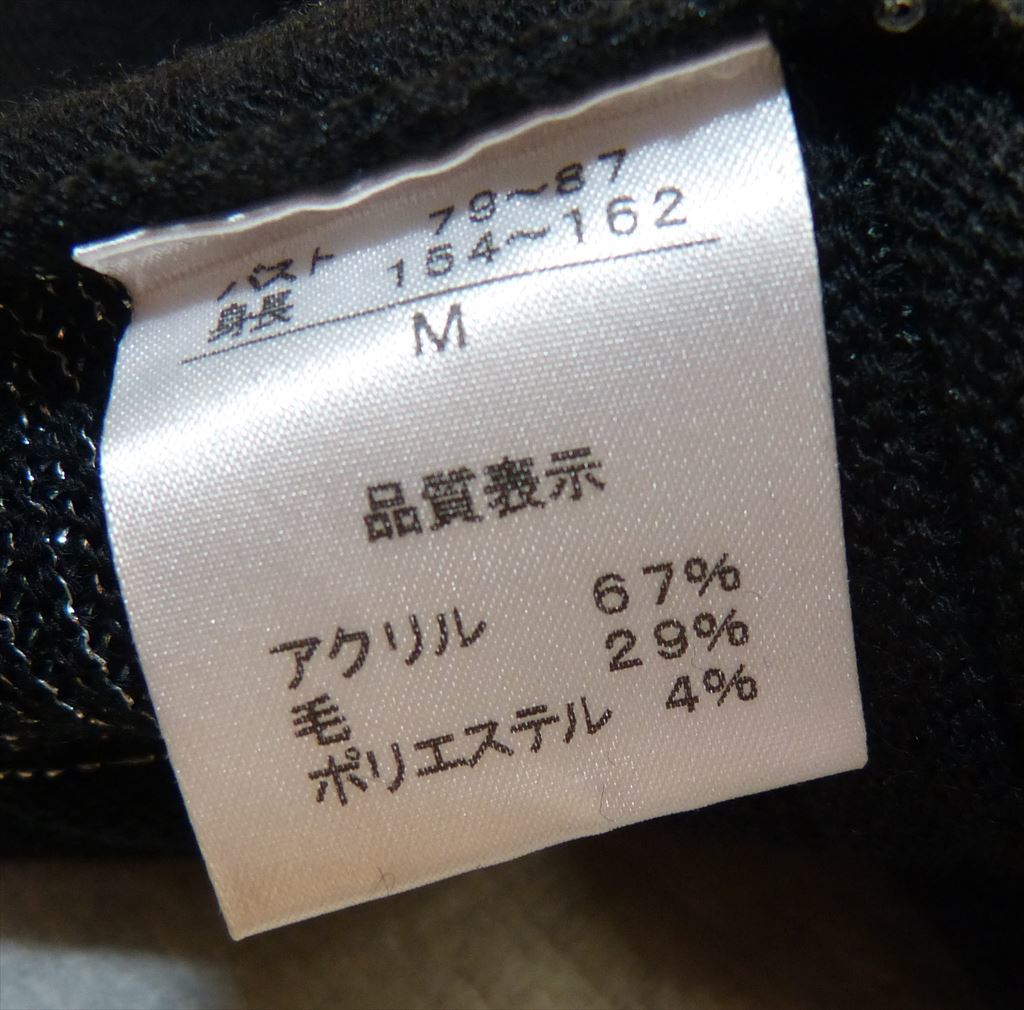 バスト 79～87
身長 154～162
M
品質表示
アクリル 67%
毛 29%
ポリエステル 4%